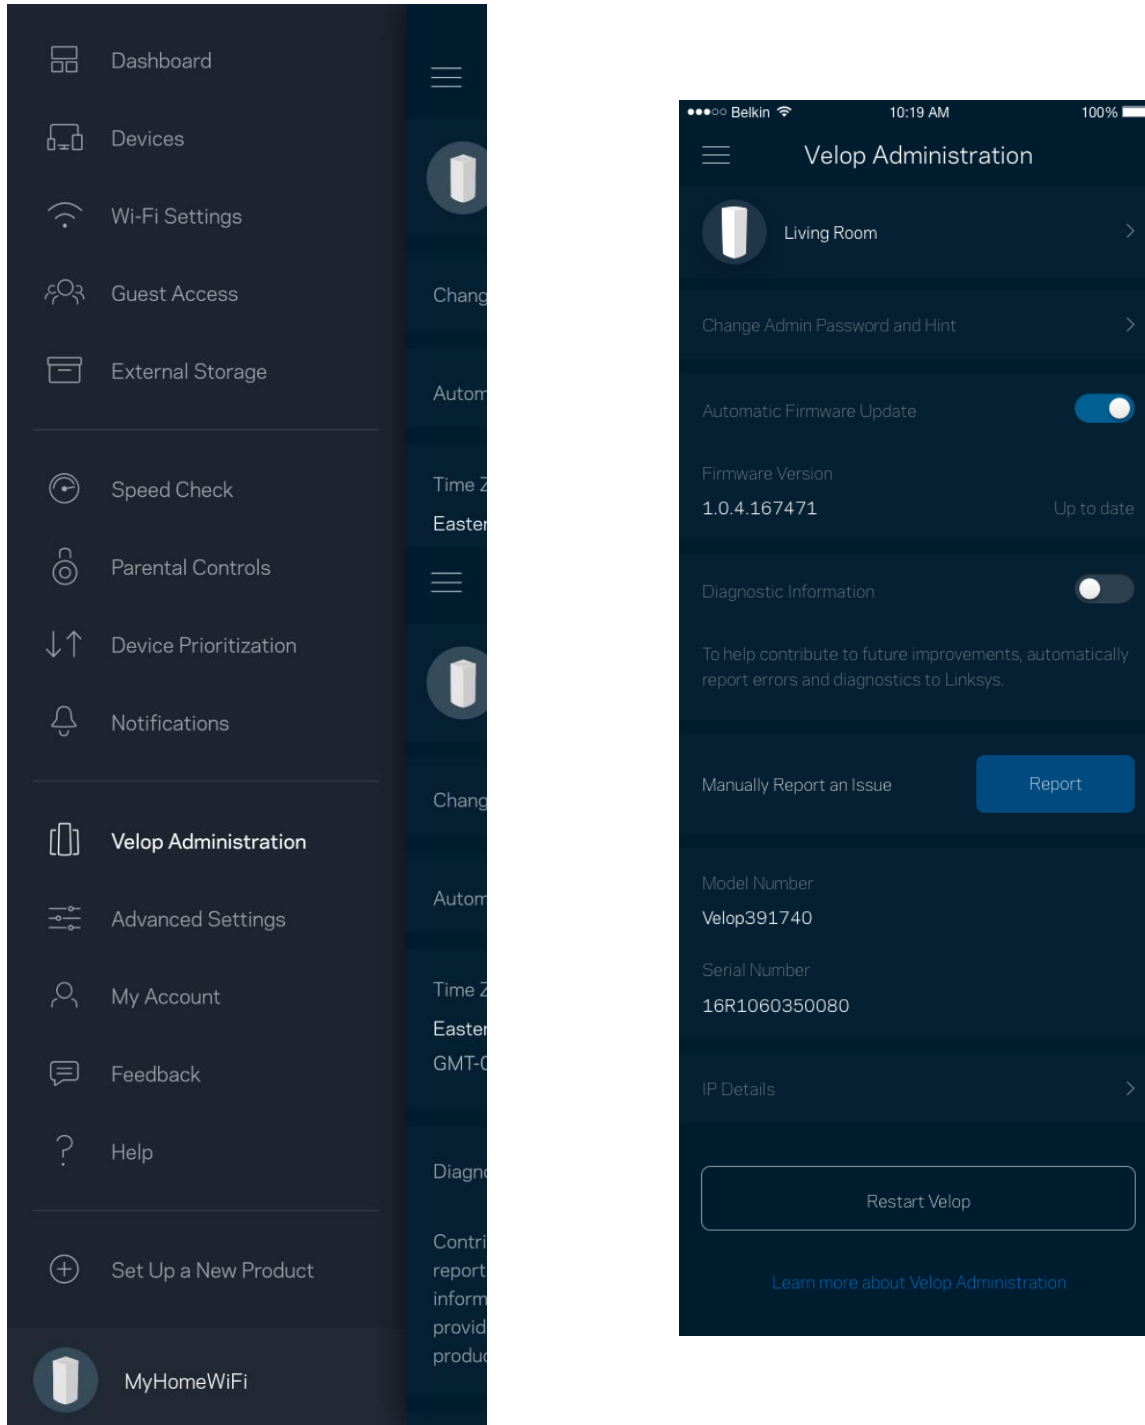 Dashboard
Devices
Wi-Fi Settings
Guest Access
External Storage
Speed Check
Parental Controls
Device Prioritization
Notifications
Velop Administration
Advanced Settings
My Account
Feedback
Help
Set Up a New Product
MyHomeWiFi
Chang
Autom
Time Z
Easter
Chang
Autom
Time Z
Easter
GMT-0
Diagno
Contri
report
inform
provid
produc
Belkin 10:19 AM 100%
Velop Administration
Living Room
Change Admin Password and Hint
Automatic Firmware Update
Firmware Version
1.0.4.167471 Up to date
Diagnostic Information
To help contribute to future improvements, automatically
report errors and diagnostics to Linksys.
Manually Report an Issue Report
Model Number
Velop391740
Serial Number
16R1060350080
IP Details
Restart Velop
Learn more about Velop Administration